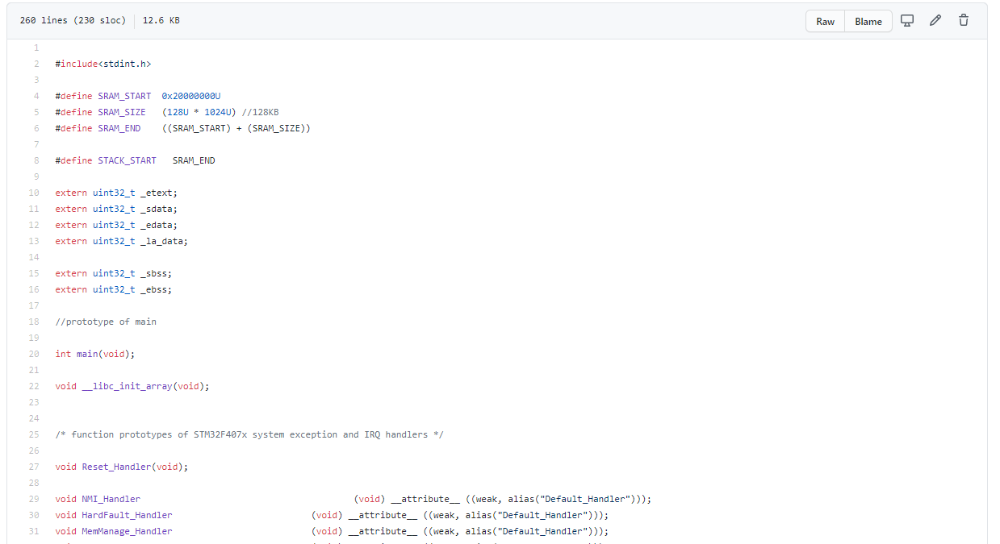 260 lines (230 sloc) 12.6 KB Raw Blame
1
2 #include<stdint.h>
3
4 #define SRAM_START  0x20000000U
5 #define SRAM_SIZE   (128U * 1024U) //128KB
6 #define SRAM_END    ((SRAM_START) + (SRAM_SIZE))
7
8 #define STACK_START   SRAM_END
9
10 extern uint32_t _etext;
11 extern uint32_t _sdata;
12 extern uint32_t _edata;
13 extern uint32_t _la_data;
14
15 extern uint32_t _sbss;
16 extern uint32_t _ebss;
17
18 //prototype of main
19
20 int main(void);
21
22 void __libc_init_array(void);
23
24
25 /* function prototypes of STM32F407x system exception and IRQ handlers */
26
27 void Reset_Handler(void);
28
29 void NMI_Handler                                        (void) __attribute__ ((weak, alias("Default_Handler")));
30 void HardFault_Handler                          (void) __attribute__ ((weak, alias("Default_Handler")));
31 void MemManage_Handler                          (void) __attribute__ ((weak, alias("Default_Handler")));